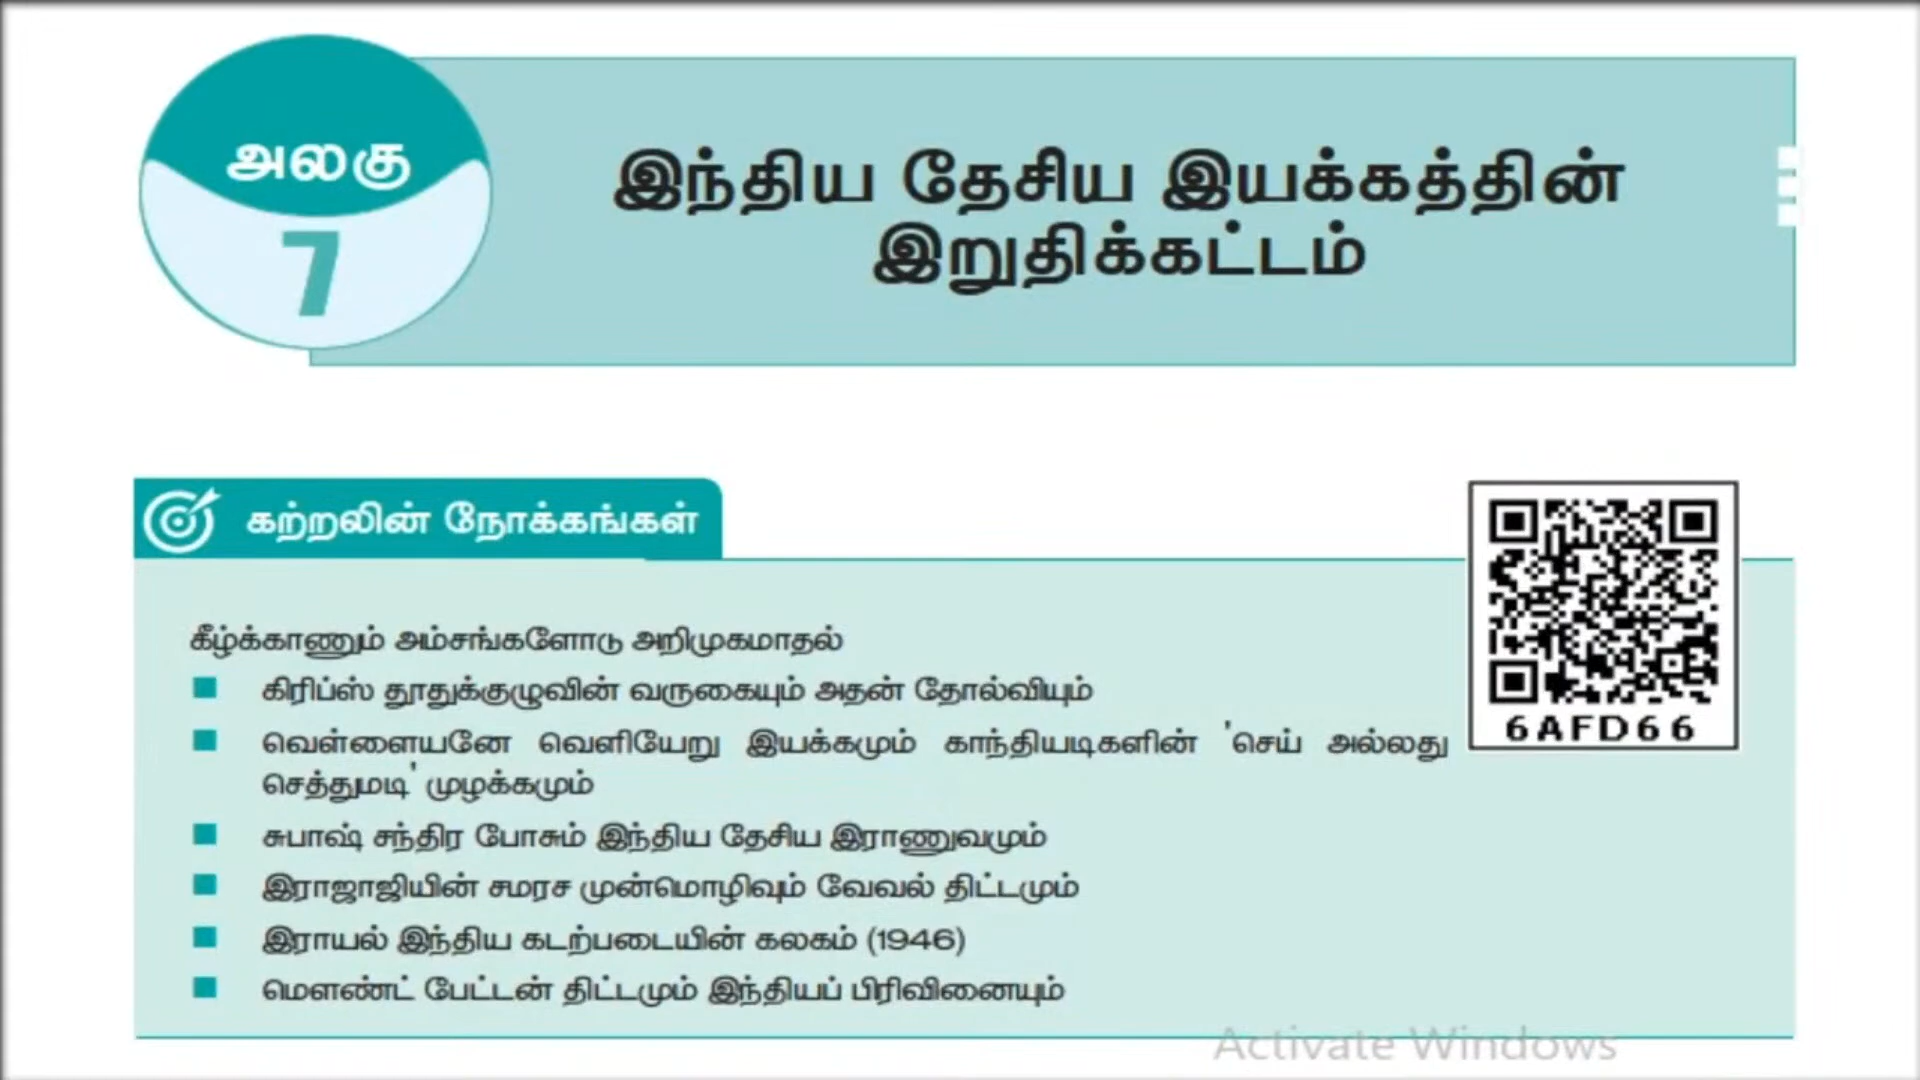 அலகு
7
இந்திய தேசிய இயக்கத்தின்
இறுதிக்கட்டம்
கற்றலின் நோக்கங்கள்
6AFD66
கீழ்க்காணும் அம்சங்களோடு அறிமுகமாதல்
கிரிப்ஸ் தூதுக்குழுவின் வருகையும் அதன் தோல்வியும்
வெள்ளையனே வெளியேறு இயக்கமும் காந்தியடிகளின் 'செய் அல்லது
செத்துமடி' முழக்கமும்
சுபாஷ் சந்திர போசும் இந்திய தேசிய இராணுவமும்
இராஜாஜியின் சமரச முன்மொழிவும் வேவல் திட்டமும்
இராயல் இந்திய கடற்படையின் கலகம் (1946)
மௌண்ட் பேட்டன் திட்டமும் இந்தியப் பிரிவினையும்
Activate Windows